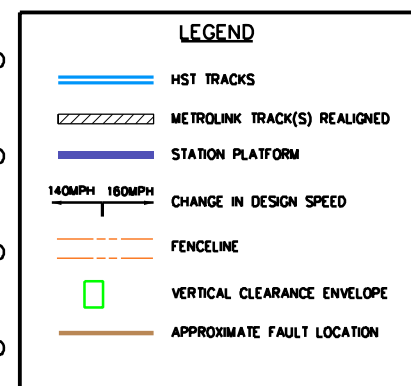 LEGEND
HST TRACKS
METROLINK TRACK(S) REALIGNED
STATION PLATFORM
140MPH 160MPH
CHANGE IN DESIGN SPEED
FENCELINE
VERTICAL CLEARANCE ENVELOPE
APPROXIMATE FAULT LOCATION